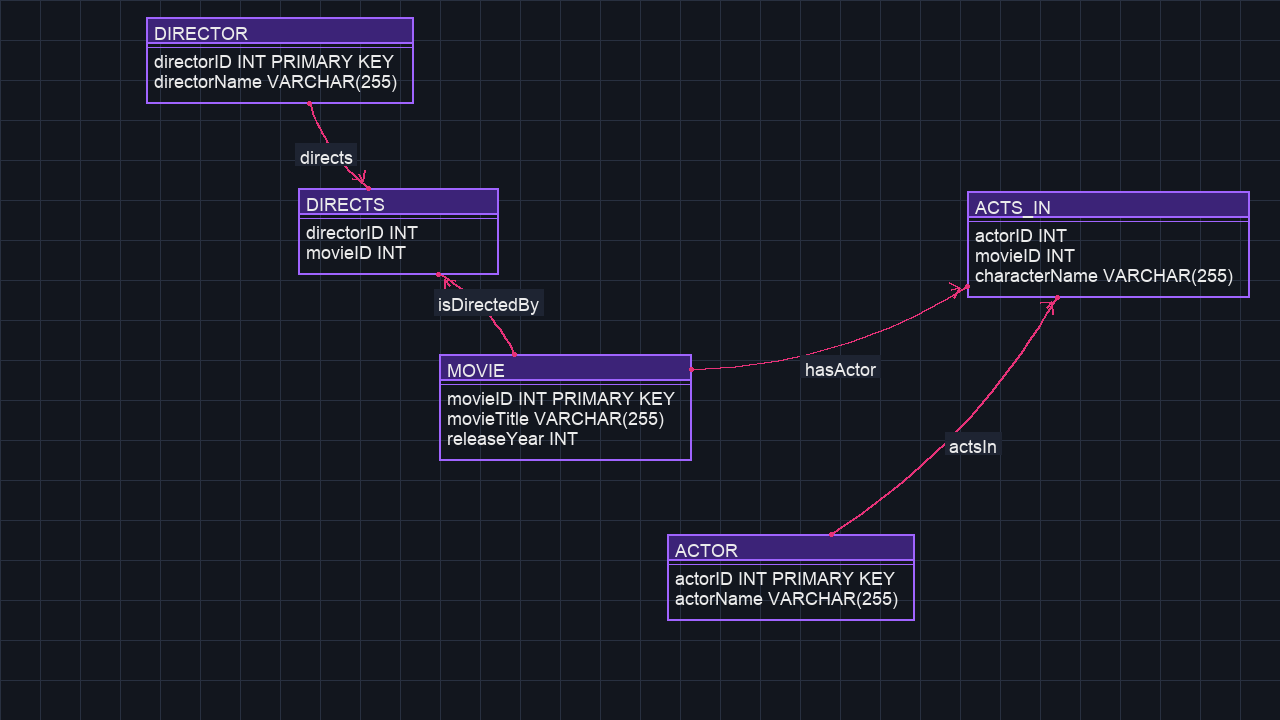 DIRECTOR
directorID INT PRIMARY KEY
directorName VARCHAR(255)
directs
DIRECTS
directorID INT
movieID INT
isDirectedBy
ACTS_IN
actorID INT
movieID INT
characterName VARCHAR(255)
MOVIE
movieID INT PRIMARY KEY
movieTitle VARCHAR(255)
releaseYear INT
hasActor
actsIn
ACTOR
actorID INT PRIMARY KEY
actorName VARCHAR(255)